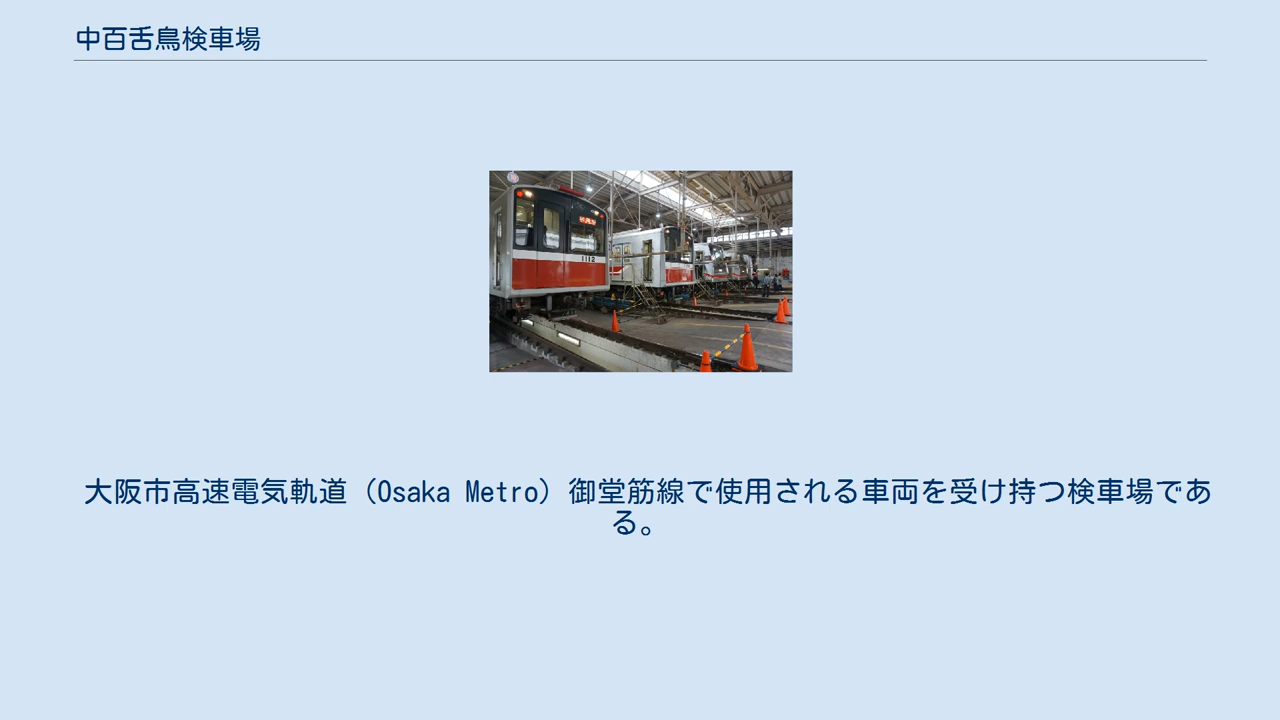 中百舌鳥検車場
1112
大阪市高速電気軌道（Osaka Metro）御堂筋線で使用される車両を受け持つ検車場であ
る。